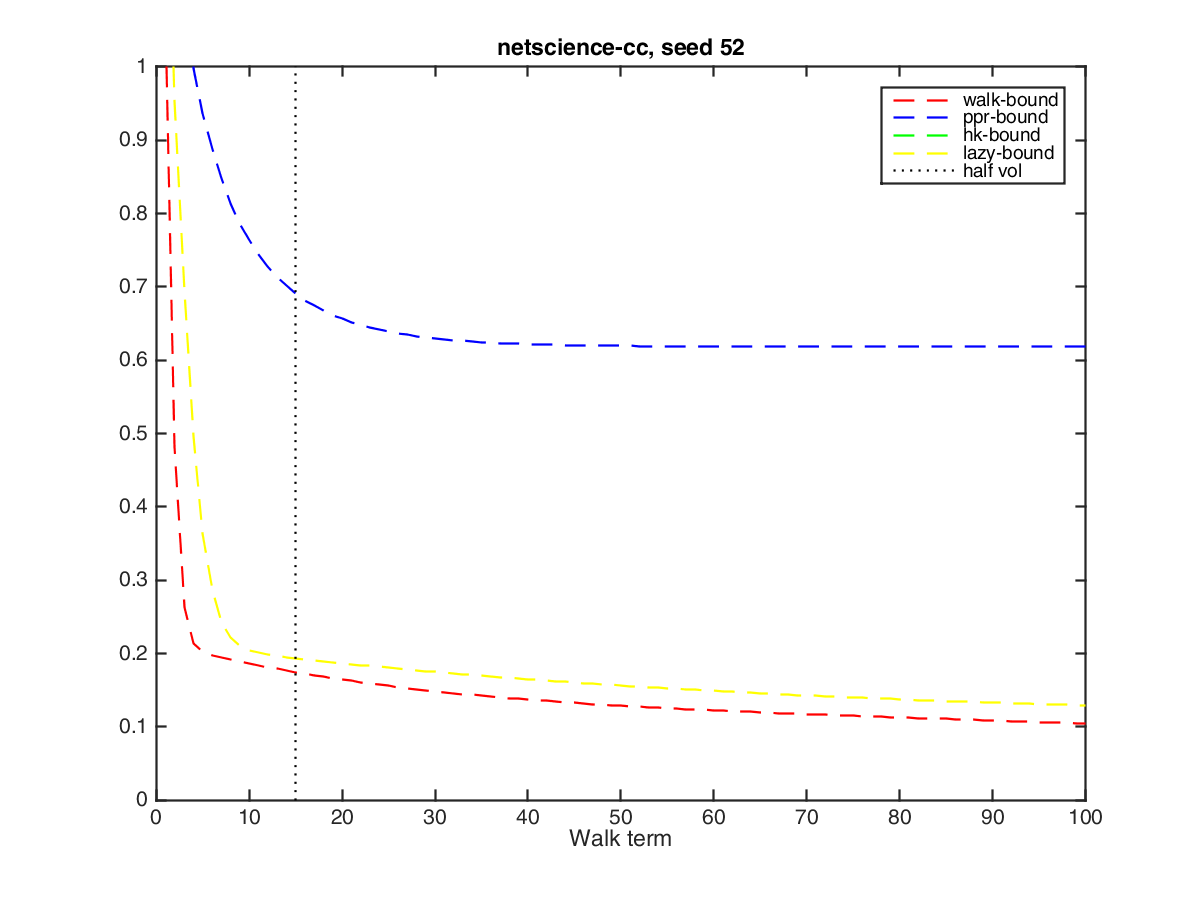 netscience-cc, seed 52
1
0.9
0.8
0.7
0.6
0.5
0.4
0.3
0.2
0.1
0
walk-bound
ppr-bound
hk-bound
lazy-bound
half vol
0 10 20 30 40 50 60 70 80 90 100
Walk term